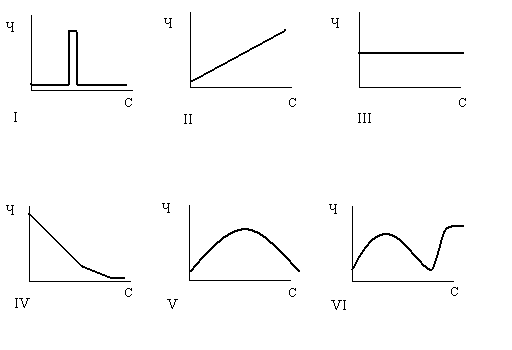 Ч Ч Ч
С С С
I II III
Ч Ч Ч
С С С
IV V VI